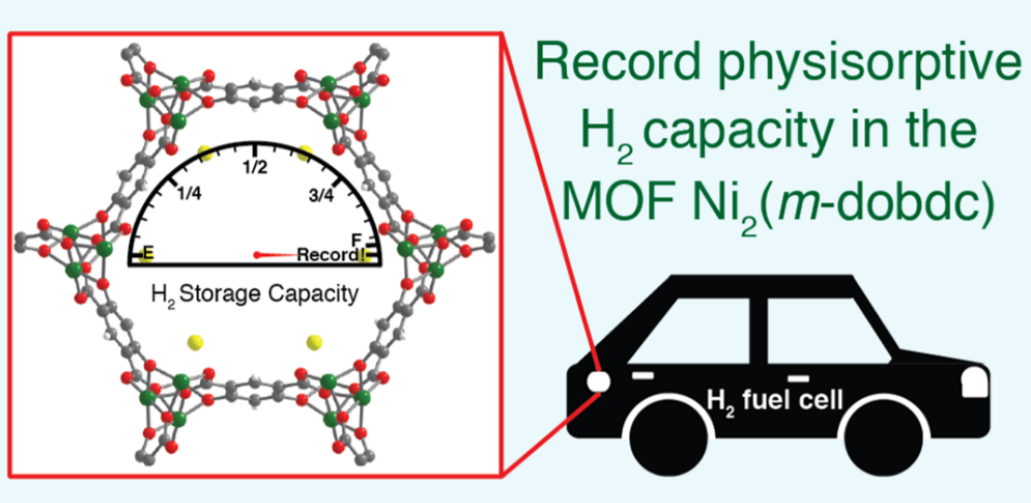 Record physisorptive
H₂ capacity in the
MOF Ni₂(m-dobdc)
1/2
1/4
3/4
E
F
Record!
H₂ Storage Capacity
H₂ fuel cell